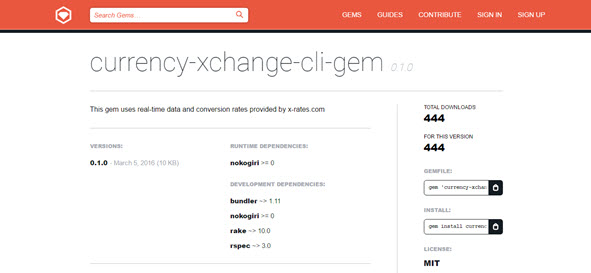 Search Gems...
GEMS GUIDES CONTRIBUTE SIGN IN SIGN UP
currency-xchange-cli-gem 0.1.0
This gem uses real-time data and conversion rates provided by x-rates.com
VERSIONS:
0.1.0 - March 5, 2016 (10 KB)
RUNTIME DEPENDENCIES:
nokogiri >= 0
DEVELOPMENT DEPENDENCIES:
bundler ~> 1.11
nokogiri >= 0
rake ~> 10.0
rspec ~> 3.0
TOTAL DOWNLOADS
444
FOR THIS VERSION
444
GEMFILE:
gem 'currency-xchan
INSTALL:
gem install currenc
LICENSE:
MIT